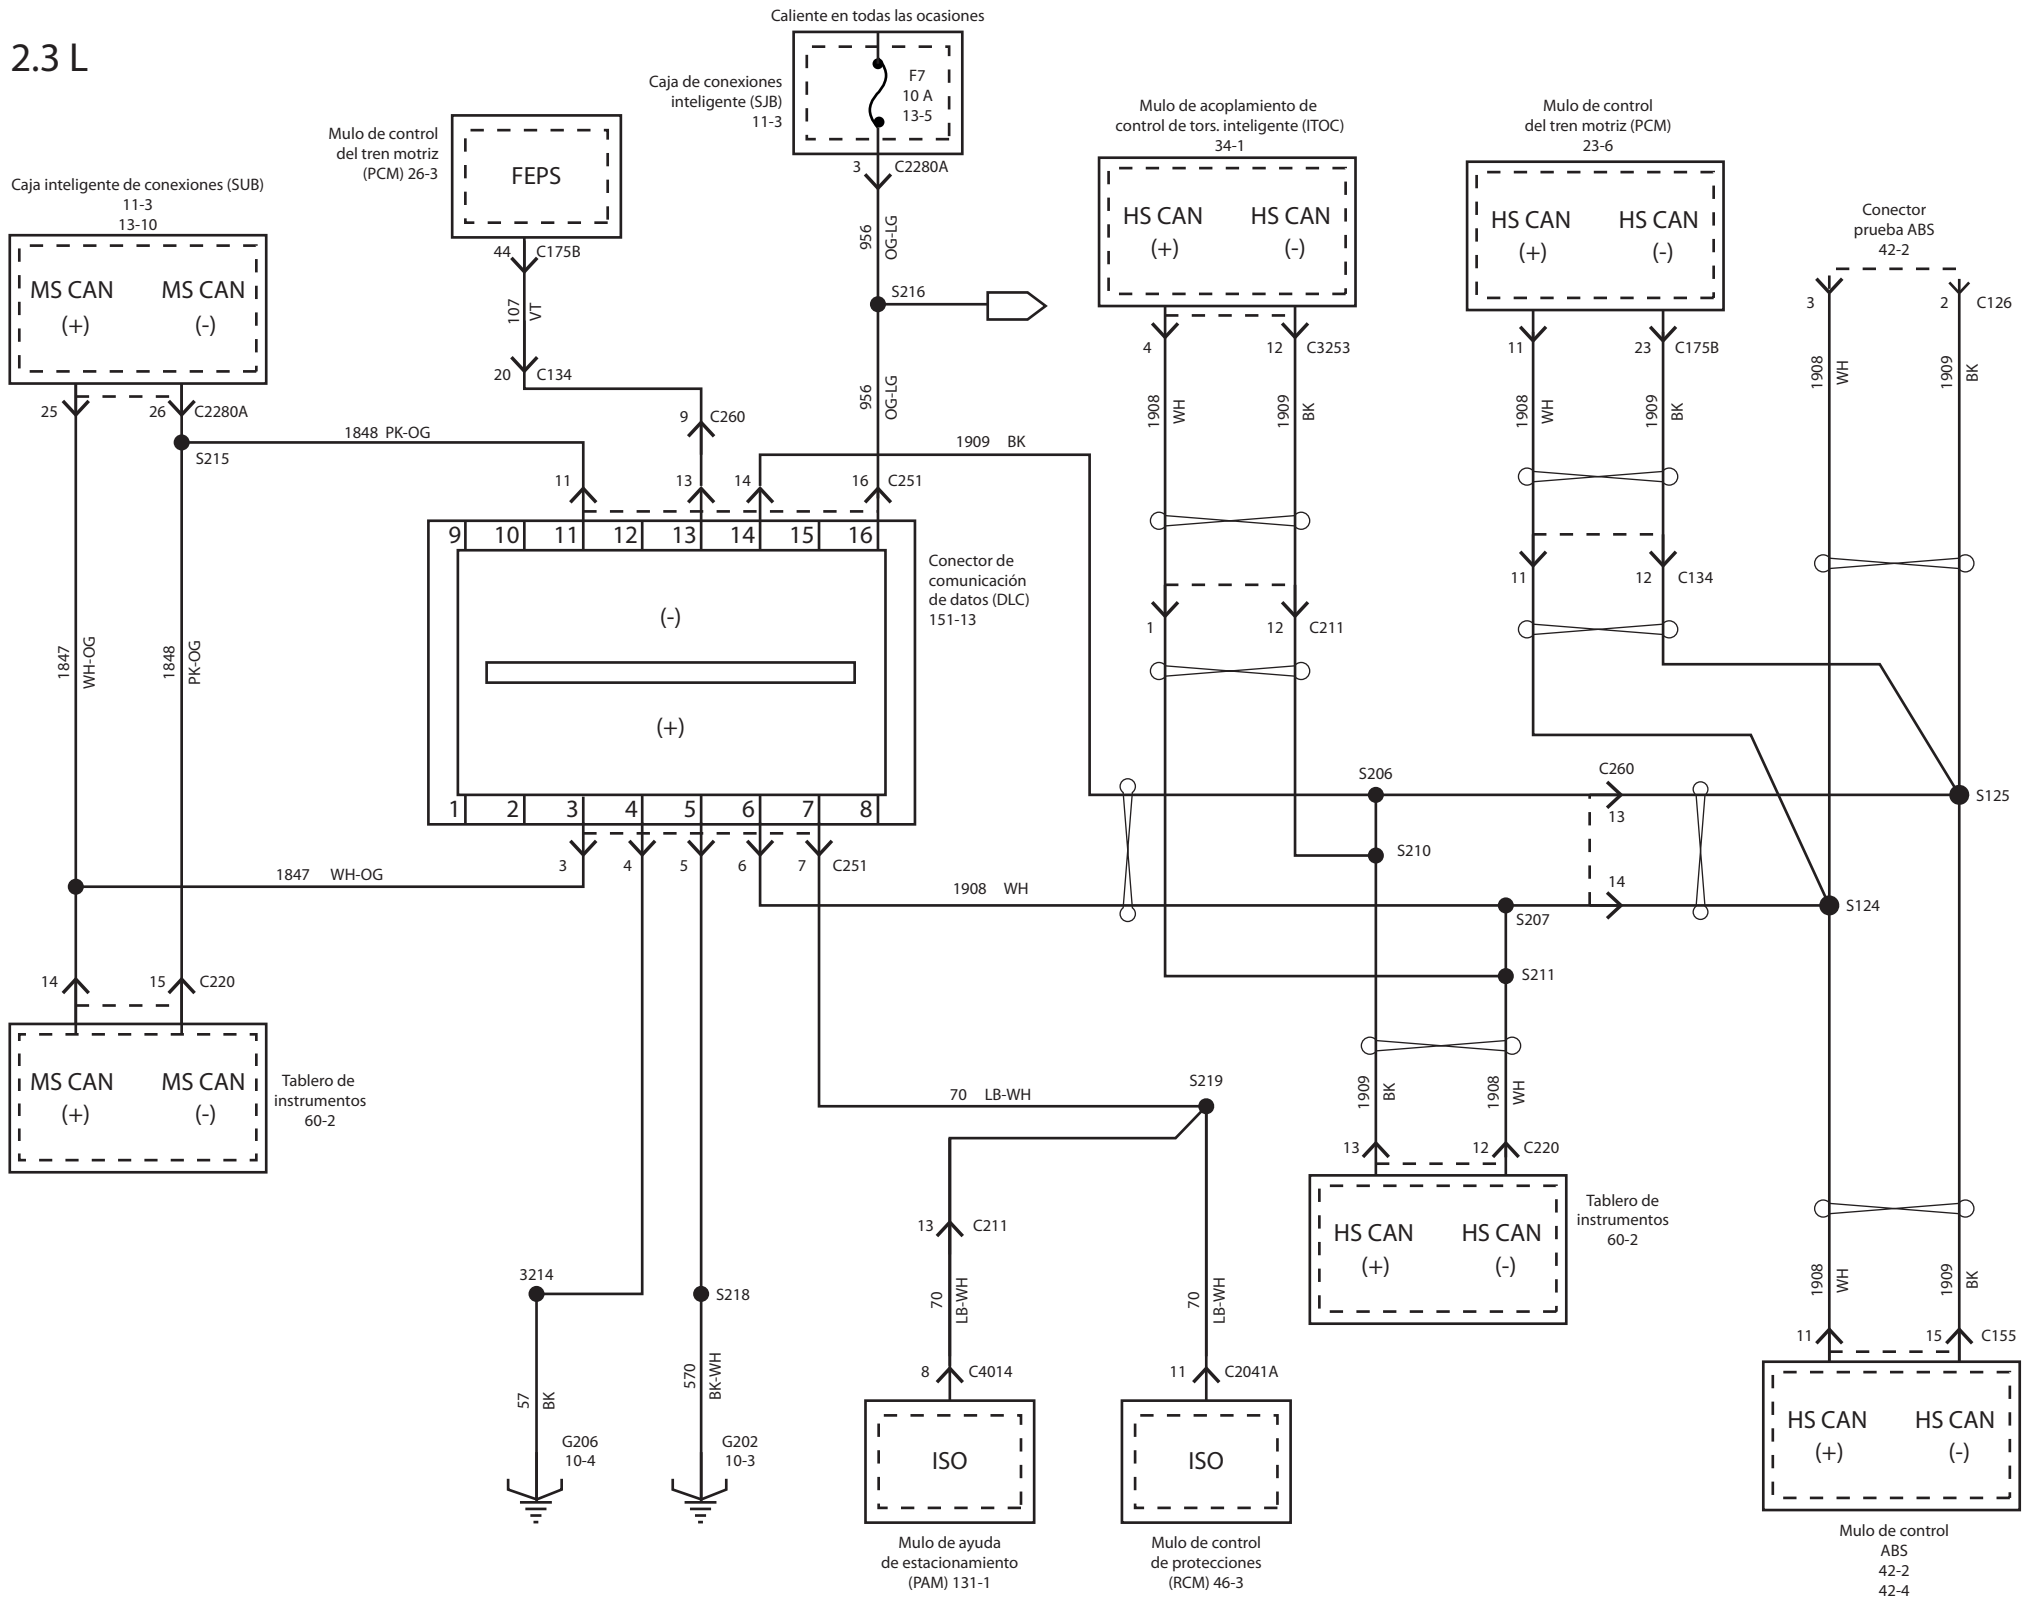 2.3 L
Caliente en todas las ocasiones
Caja de conexiones
inteligente (SJB)
11-3
F7
10 A
13-5
3
C2280A
956
OG-LG
S216
956
OG-LG
Mulo de control
del tren motriz
(PCM) 26-3
FEPS
44
C175B
107
VT
20
C134
9
C260
Caja inteligente de conexiones (SUB)
11-3
13-10
MS CAN
(+)
MS CAN
(-)
25
26
C2280A
S215
1848 PK-OG
1847
WH-OG
1848
PK-OG
1847 WH-OG
14
15
C220
MS CAN
(+)
MS CAN
(-)
Tablero de
instrumentos
60-2
11
13
14
16
C251
9
10
11
12
13
14
15
16
(-)
(+)
1
2
3
4
5
6
7
8
3
4
5
6
7
C251
Conector de
comunicación
de datos (DLC)
151-13
1909 BK
1908 WH
Mulo de acoplamiento de
control de tors. inteligente (ITOC)
34-1
HS CAN
(+)
HS CAN
(-)
4
12
C3253
1908
WH
1909
BK
1
12
C211
Mulo de control
del tren motriz (PCM)
23-6
HS CAN
(+)
HS CAN
(-)
11
23
C175B
1908
WH
1909
BK
11
12
C134
Conector
prueba ABS
42-2
3
2
C126
1908
WH
1909
BK
S206
C260
13
S125
S210
14
S207
S124
S211
1909
BK
1908
WH
13
12
C220
HS CAN
(+)
HS CAN
(-)
Tablero de
instrumentos
60-2
70 LB-WH
S219
13
C211
70
LB-WH
70
LB-WH
8
C4014
11
C2041A
ISO
ISO
Mulo de ayuda
de estacionamiento
(PAM) 131-1
Mulo de control
de protecciones
(RCM) 46-3
3214
S218
57
BK
570
BK-WH
G206
10-4
G202
10-3
1908
WH
1909
BK
11
15
C155
HS CAN
(+)
HS CAN
(-)
Mulo de control
ABS
42-2
42-4